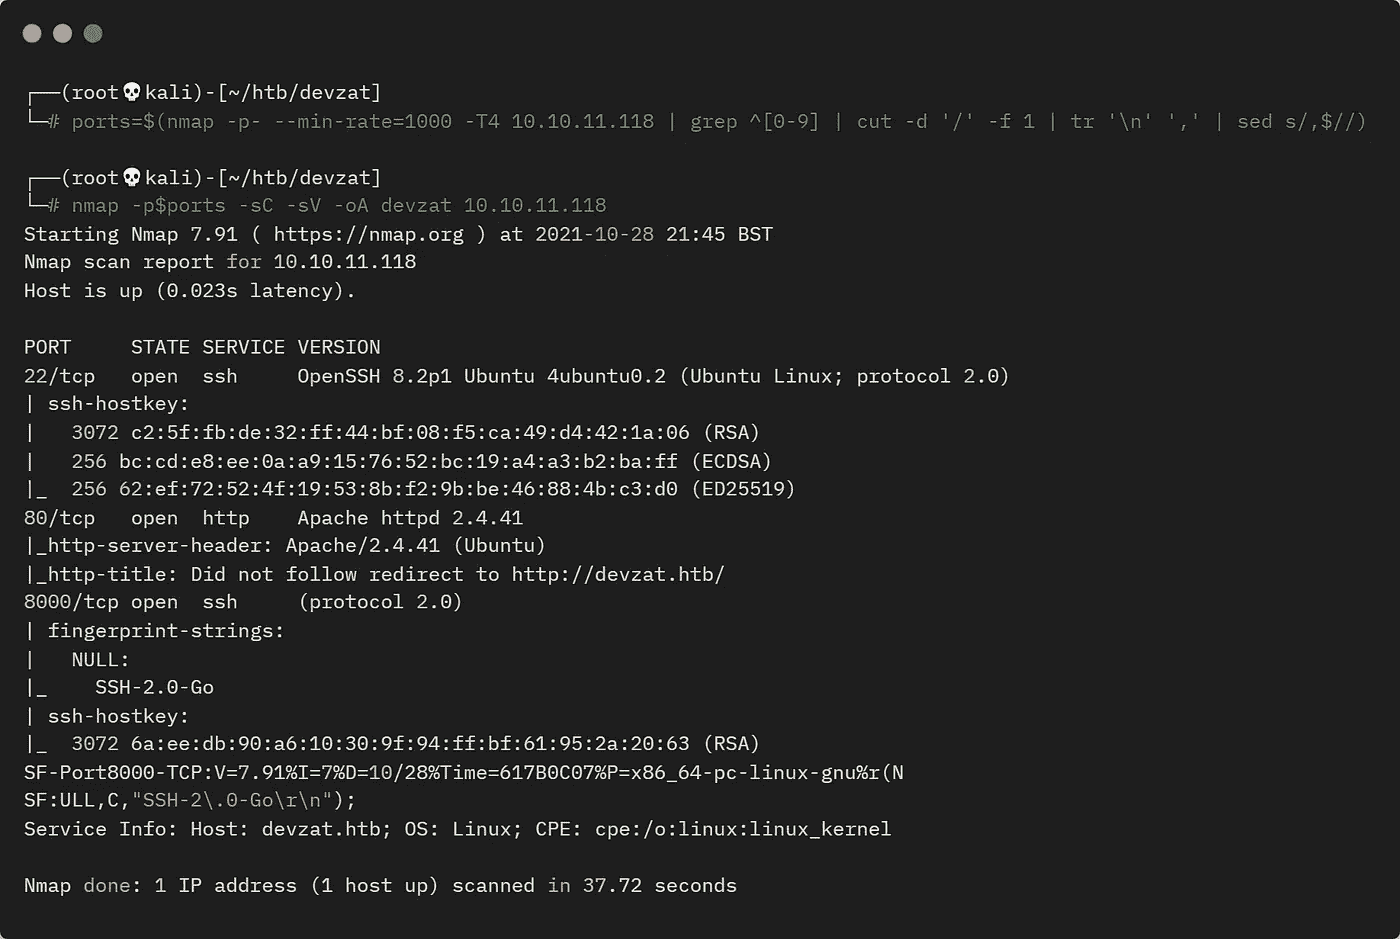 ┌──(root💀kali)-[~/htb/devzat]
└─# ports=$(nmap -p- --min-rate=1000 -T4 10.10.11.118 | grep ^[0-9] | cut -d '/' -f 1 | tr '\n' ',' | sed s/,$//)
┌──(root💀kali)-[~/htb/devzat]
└─# nmap -p$ports -sC -sV -oA devzat 10.10.11.118
Starting Nmap 7.91 ( https://nmap.org ) at 2021-10-28 21:45 BST
Nmap scan report for 10.10.11.118
Host is up (0.023s latency).
PORT     STATE SERVICE VERSION
22/tcp   open  ssh     OpenSSH 8.2p1 Ubuntu 4ubuntu0.2 (Ubuntu Linux; protocol 2.0)
| ssh-hostkey:
|   3072 c2:5f:fb:de:32:ff:44:bf:08:f5:ca:49:d4:42:1a:06 (RSA)
|   256 bc:cd:e8:ee:0a:a9:15:76:52:bc:19:a4:a3:b2:ba:ff (ECDSA)
|_  256 62:ef:72:52:4f:19:53:8b:f2:9b:be:46:88:4b:c3:d0 (ED25519)
80/tcp   open  http    Apache httpd 2.4.41
|_http-server-header: Apache/2.4.41 (Ubuntu)
|_http-title: Did not follow redirect to http://devzat.htb/
8000/tcp open  ssh     (protocol 2.0)
| fingerprint-strings:
|   NULL:
|_    SSH-2.0-Go
| ssh-hostkey:
|_  3072 6a:ee:db:90:a6:10:30:9f:94:ff:bf:61:95:2a:20:63 (RSA)
SF-Port8000-TCP:V=7.91%I=7%D=10/28%Time=617B0C07%P=x86_64-pc-linux-gnu%r(N
SF:ULL,C,"SSH-2\.0-Go\r\n");
Service Info: Host: devzat.htb; OS: Linux; CPE: cpe:/o:linux:linux_kernel
Nmap done: 1 IP address (1 host up) scanned in 37.72 seconds